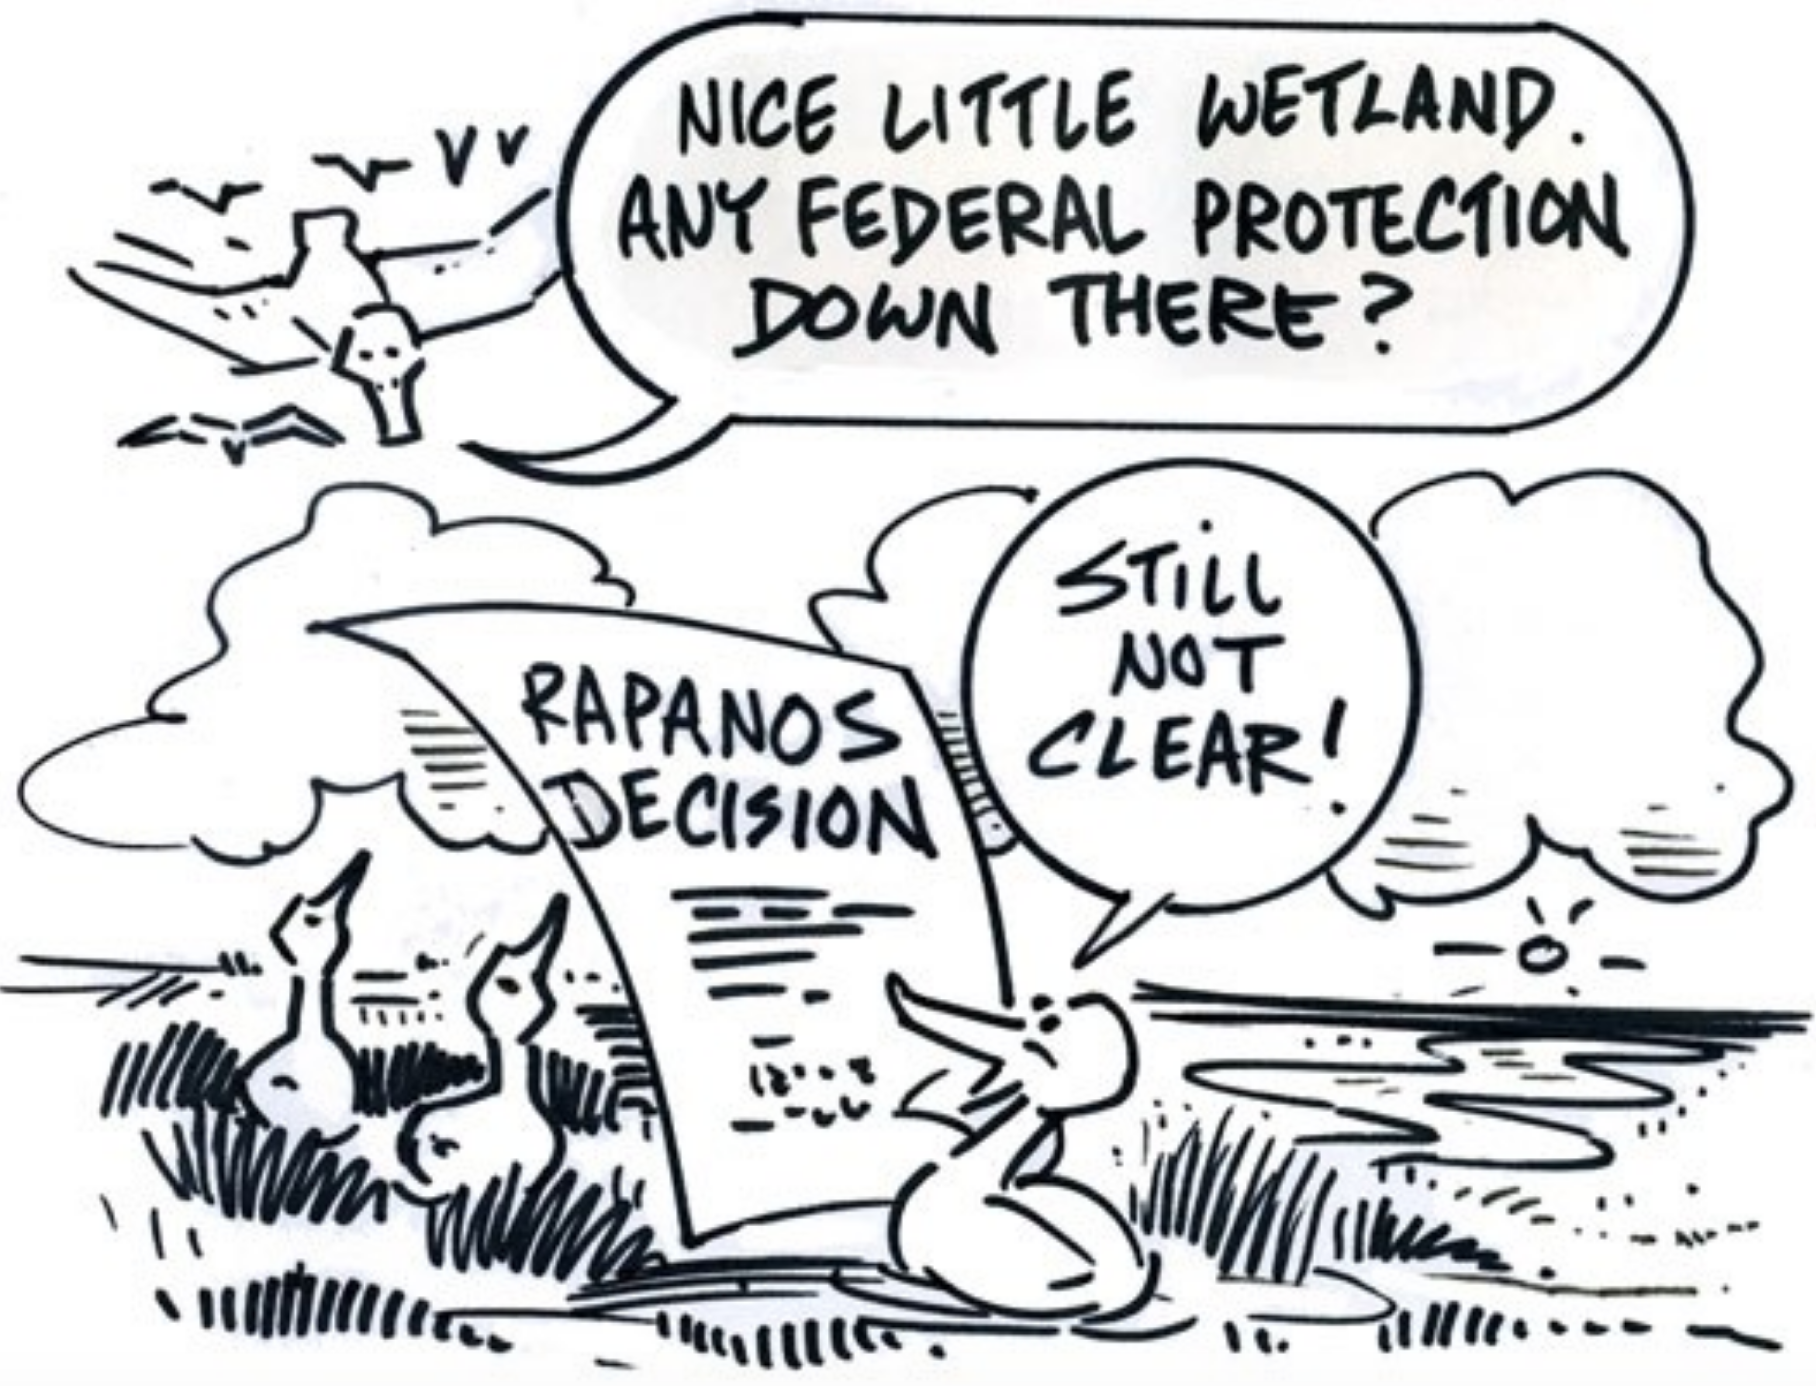 NICE LITTLE WETLAND.
ANY FEDERAL PROTECTION
DOWN THERE?
STILL
NOT
CLEAR!
RAPANOS
DECISION